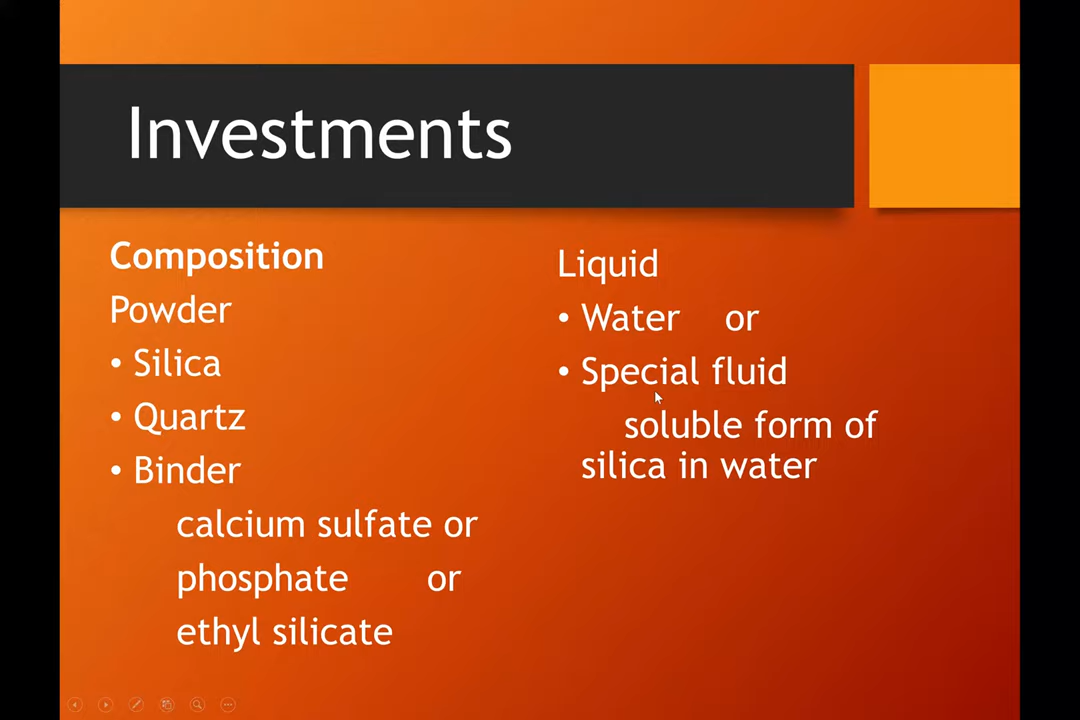 Investments
Composition
Powder
• Silica
• Quartz
• Binder
calcium sulfate or
phosphate or
ethyl silicate
Liquid
• Water or
• Special fluid
soluble form of
silica in water